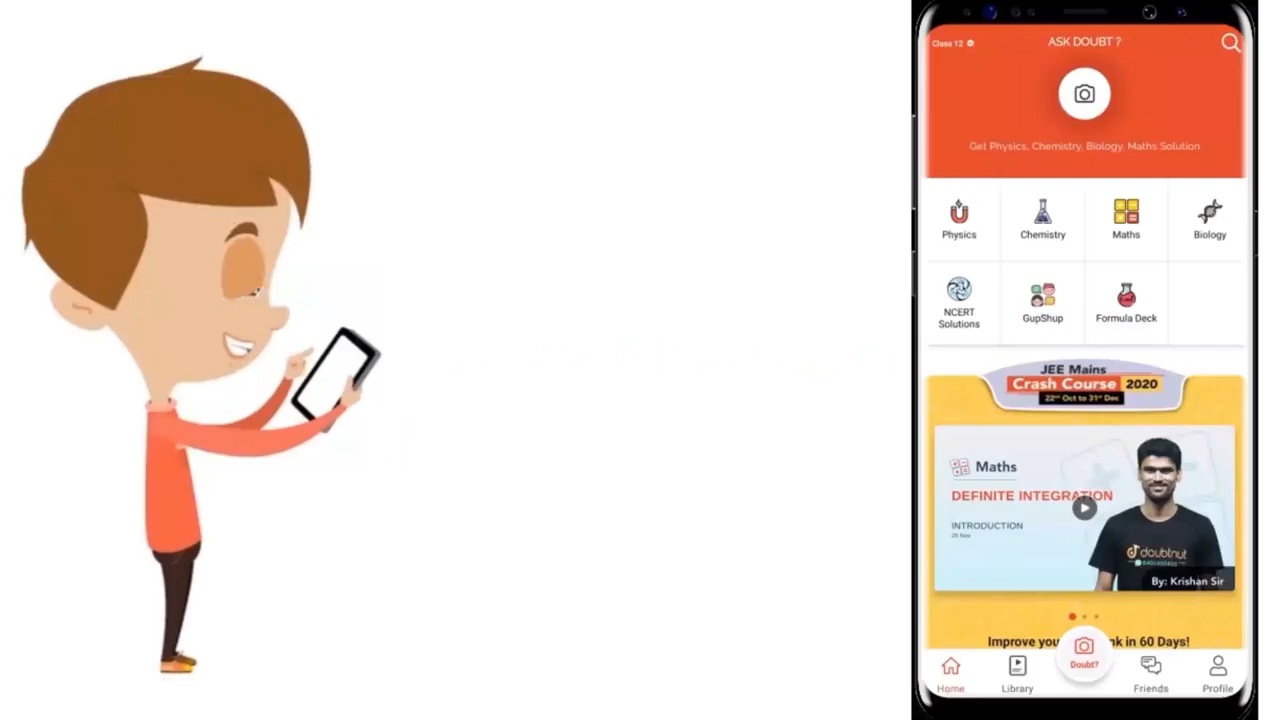 Class 12
ASK DOUBT ?
Get Physics, Chemistry, Biology, Maths Solution
Physics
Chemistry
Maths
Biology
NCERT
Solutions
GupShup
Formula Deck
JEE Mains
Crash Course 2020
22nd Oct to 31st Dec
Maths
DEFINITE INTEGRATION
INTRODUCTION
doubtnut
By: Krishan Sir
Improve you nk in 60 Days!
Doubt?
Home
Library
Friends
Profile